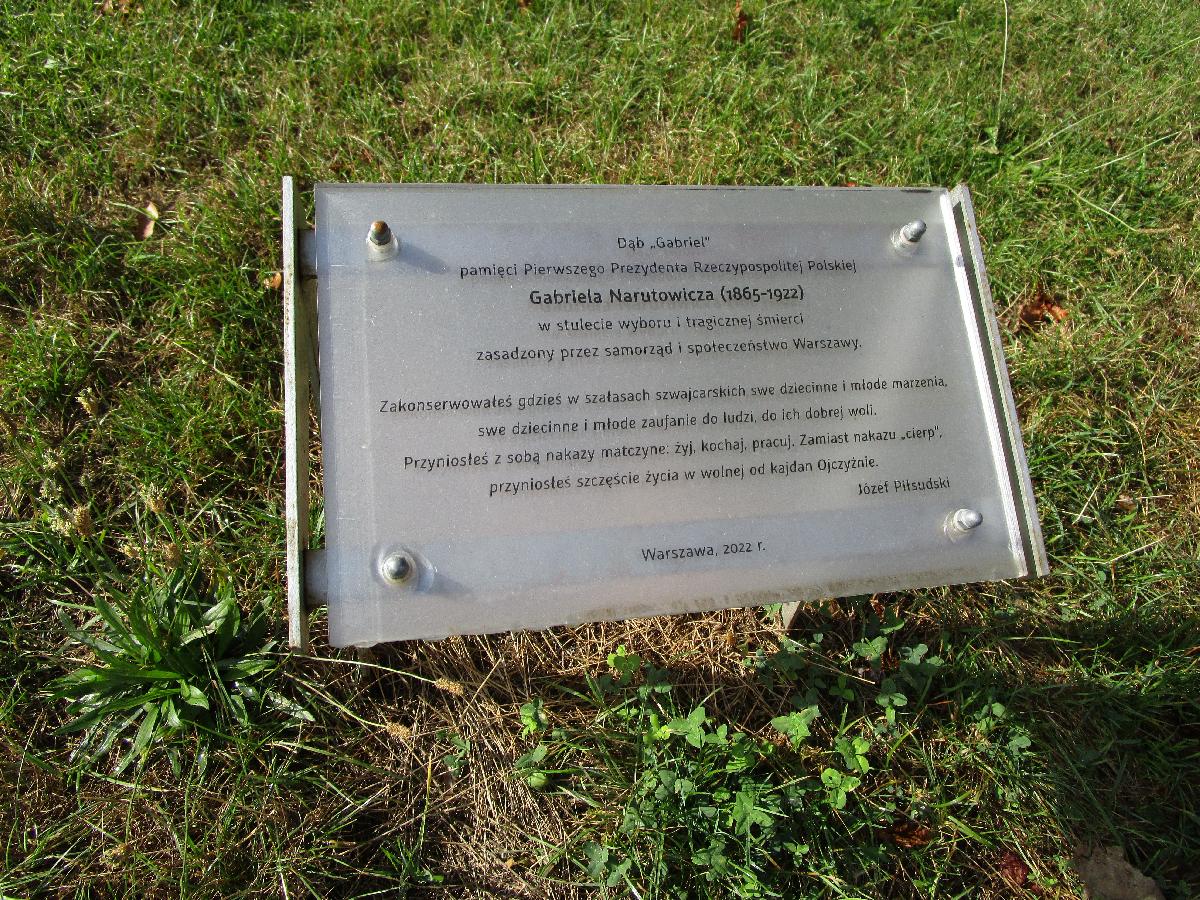 Dąb „Gabriel"
pamięci Pierwszego Prezydenta Rzeczypospolitej Polskiej
Gabriela Narutowicza (1865-1922)
w stulecie wyboru i tragicznej śmierci
zasadzony przez samorząd i społeczeństwo Warszawy.
Zakonserwowałeś gdzieś w szałasach szwajcarskich swe dziecinne i młode marzenia,
swe dziecinne i młode zaufanie do ludzi, do ich dobrej woli.
Przyniosłeś z sobą nakazy matczyne: żyj, kochaj, pracuj. Zamiast nakazu „cierp",
przyniosłeś szczęście życia w wolnej od kajdan Ojczyźnie.
Józef Piłsudski
Warszawa, 2022 r.